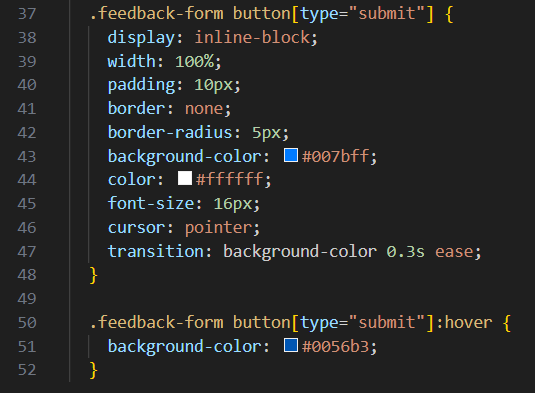 37 .feedback-form button[type="submit"] {
38 display: inline-block;
39 width: 100%;
40 padding: 10px;
41 border: none;
42 border-radius: 5px;
43 background-color: #007bff;
44 color: #ffffff;
45 font-size: 16px;
46 cursor: pointer;
47 transition: background-color 0.3s ease;
48 }
49
50 .feedback-form button[type="submit"]:hover {
51 background-color: #0056b3;
52 }